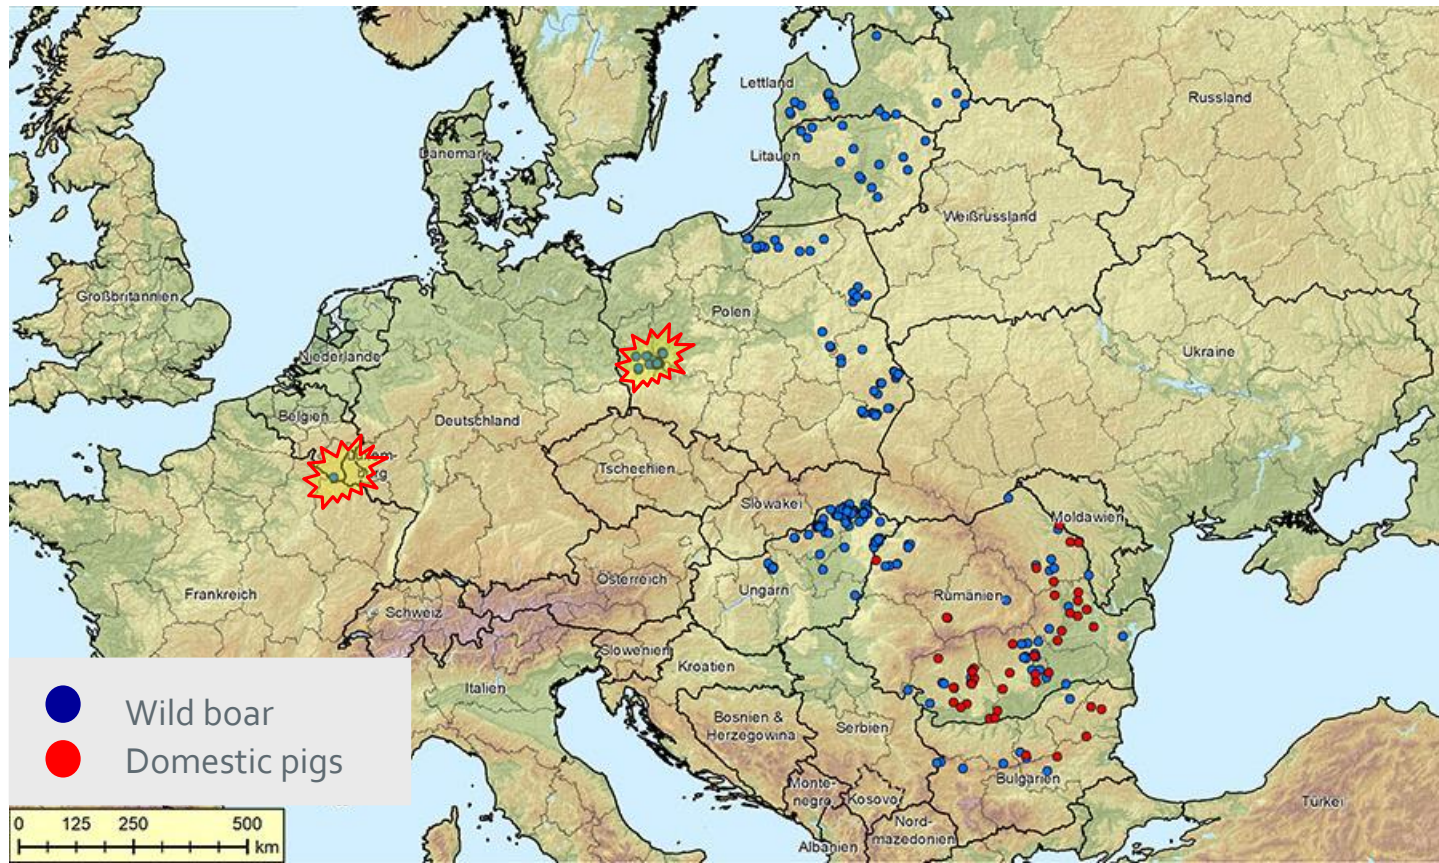 Lettland
Russland
Dänemark
Litauen
Weißrussland
Großbritannien
Polen
Niederlande
Ukraine
Belgien
Deutschland
Tschechien
Slowakei
Moldawien
Frankreich
Österreich
Ungarn
Rumänien
Schweiz
Slowenien
Kroatien
Italien
Bosnien &
Herzegowina
Serbien
Bulgarien
Monte-
negro
Kosovo
Nord-
mazedonien
Albanien
Türkei
Wild boar
Domestic pigs
0 125 250 500
km